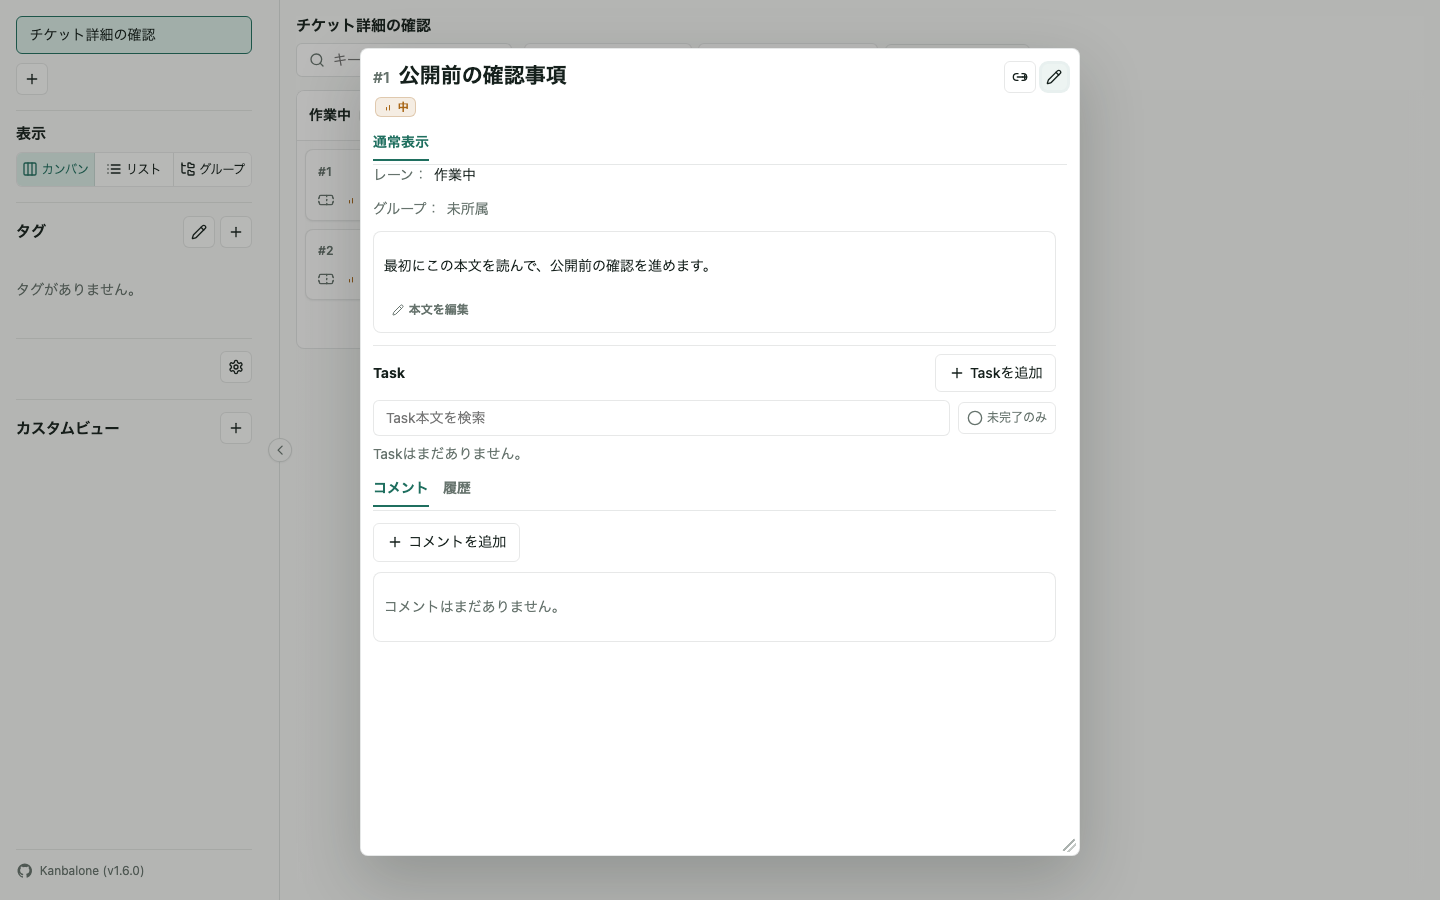 チケット詳細の確認
表示
カンバン
リスト
グループ
タグ
タグがありません。
カスタムビュー
Kanbalone (v1.6.0)
チケット詳細の確認
キー
作業中
#1
#2
#1 公開前の確認事項
中
通常表示
レーン： 作業中
グループ： 未所属
最初にこの本文を読んで、公開前の確認を進めます。
本文を編集
Task
Taskを追加
Task本文を検索
未完了のみ
Taskはまだありません。
コメント 履歴
コメントを追加
コメントはまだありません。